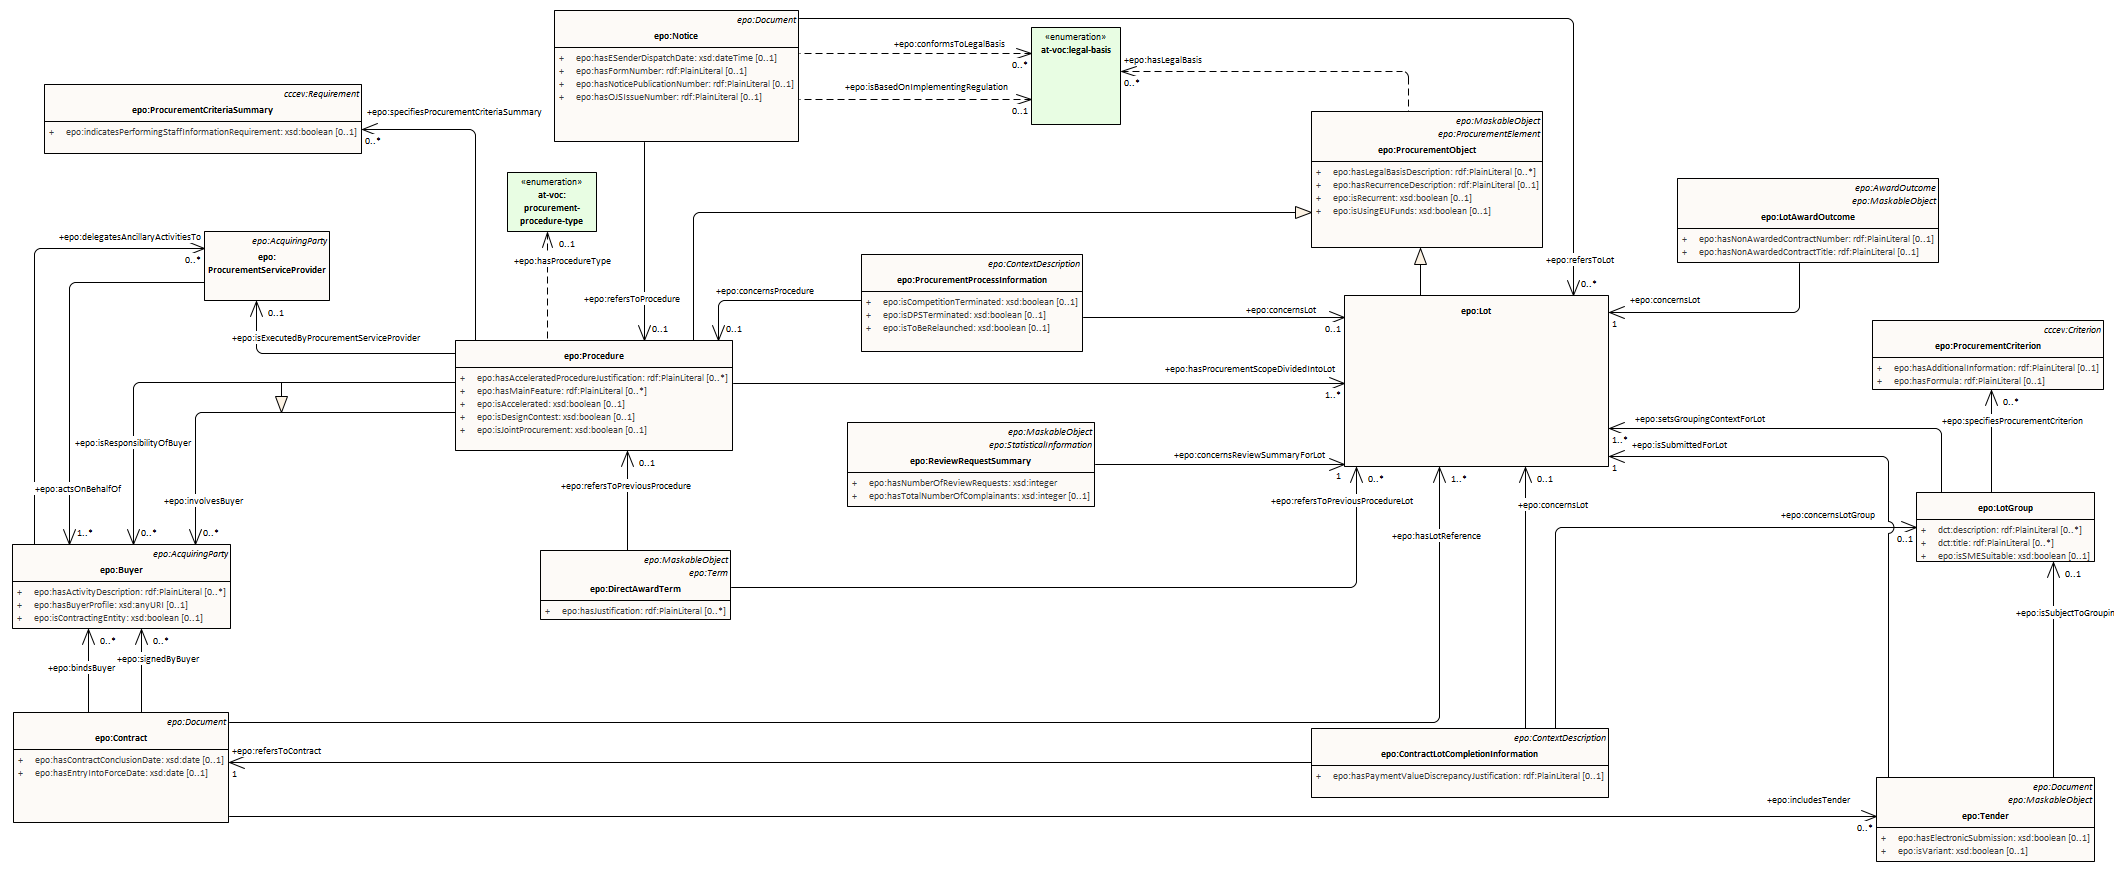 epo:Document
epo:Notice
+ epo:hasESenderDispatchDate: xsd:dateTime [0..1]
+ epo:hasFormNumber: rdf:PlainLiteral [0..1]
+ epo:hasNoticePublicationNumber: rdf:PlainLiteral [0..1]
+ epo:hasOJSIssueNumber: rdf:PlainLiteral [0..1]
+epo:conformsToLegalBasis
0..*
+epo:isBasedOnImplementingRegulation
0..1
«enumeration»
at-voc:legal-basis
+epo:hasLegalBasis
0..*
cccev:Requirement
epo:ProcurementCriteriaSummary
+ epo:indicatesPerformingStaffInformationRequirement: xsd:boolean [0..1]
+epo:specifiesProcurementCriteriaSummary
0..*
epo:MaskableObject
epo:ProcurementElement
epo:ProcurementObject
+ epo:hasLegalBasisDescription: rdf:PlainLiteral [0..*]
+ epo:hasRecurrenceDescription: rdf:PlainLiteral [0..1]
+ epo:isRecurrent: xsd:boolean [0..1]
+ epo:isUsingEUFunds: xsd:boolean [0..1]
«enumeration»
at-voc:
procurement-
procedure-type
0..1
+epo:hasProcedureType
epo:AwardOutcome
epo:MaskableObject
epo:LotAwardOutcome
+ epo:hasNonAwardedContractNumber: rdf:PlainLiteral [0..1]
+ epo:hasNonAwardedContractTitle: rdf:PlainLiteral [0..1]
+epo:delegatesAncillaryActivitiesTo
0..*
epo:AcquiringParty
epo:
ProcurementServiceProvider
0..1
+epo:isExecutedByProcurementServiceProvider
+epo:refersToProcedure
0..1
+epo:concernsProcedure
0..1
epo:ContextDescription
epo:ProcurementProcessInformation
+ epo:isCompetitionTerminated: xsd:boolean [0..1]
+ epo:isDPSTerminated: xsd:boolean [0..1]
+ epo:isToBeRelaunched: xsd:boolean [0..1]
+epo:concernsLot
0..1
+epo:refersToLot
0..*
epo:Lot
+epo:concernsLot
1
cccev:Criterion
epo:ProcurementCriterion
+ epo:hasAdditionalInformation: rdf:PlainLiteral [0..1]
+ epo:hasFormula: rdf:PlainLiteral [0..1]
0..*
+epo:specifiesProcurementCriterion
epo:Procedure
+ epo:hasAcceleratedProcedureJustification: rdf:PlainLiteral [0..*]
+ epo:hasMainFeature: rdf:PlainLiteral [0..*]
+ epo:isAccelerated: xsd:boolean [0..1]
+ epo:isDesignContest: xsd:boolean [0..1]
+ epo:isJointProcurement: xsd:boolean [0..1]
+epo:hasProcurementScopeDividedIntoLot
1..*
+epo:setsGroupingContextForLot
1..*
+epo:isSubmittedForLot
1
epo:MaskableObject
epo:StatisticalInformation
epo:ReviewRequestSummary
+ epo:hasNumberOfReviewRequests: xsd:integer
+ epo:hasTotalNumberOfComplainants: xsd:integer [0..1]
+epo:concernsReviewSummaryForLot
1
+epo:isResponsibilityOfBuyer
0..*
+epo:actsOnBehalfOf
1..*
+epo:involvesBuyer
0..*
0..1
+epo:refersToPreviousProcedure
0..*
+epo:refersToPreviousProcedureLot
1..*
+epo:hasLotReference
0..1
+epo:concernsLot
+epo:concernsLotGroup
0..1
epo:LotGroup
+ dct:description: rdf:PlainLiteral [0..*]
+ dct:title: rdf:PlainLiteral [0..*]
+ epo:isSMESuitable: xsd:boolean [0..1]
0..1
+epo:isSubjectToGroupin
epo:AcquiringParty
epo:Buyer
+ epo:hasActivityDescription: rdf:PlainLiteral [0..*]
+ epo:hasBuyerProfile: xsd:anyURI [0..1]
+ epo:isContractingEntity: xsd:boolean [0..1]
epo:MaskableObject
epo:Term
epo:DirectAwardTerm
+ epo:hasJustification: rdf:PlainLiteral [0..*]
0..*
+epo:bindsBuyer
0..*
+epo:signedByBuyer
epo:Document
epo:Contract
+ epo:hasContractConclusionDate: xsd:date [0..1]
+ epo:hasEntryIntoForceDate: xsd:date [0..1]
+epo:refersToContract
1
epo:ContextDescription
epo:ContractLotCompletionInformation
+ epo:hasPaymentValueDiscrepancyJustification: rdf:PlainLiteral [0..1]
+epo:includesTender
0..*
epo:Document
epo:MaskableObject
epo:Tender
+ epo:hasElectronicSubmission: xsd:boolean [0..1]
+ epo:isVariant: xsd:boolean [0..1]